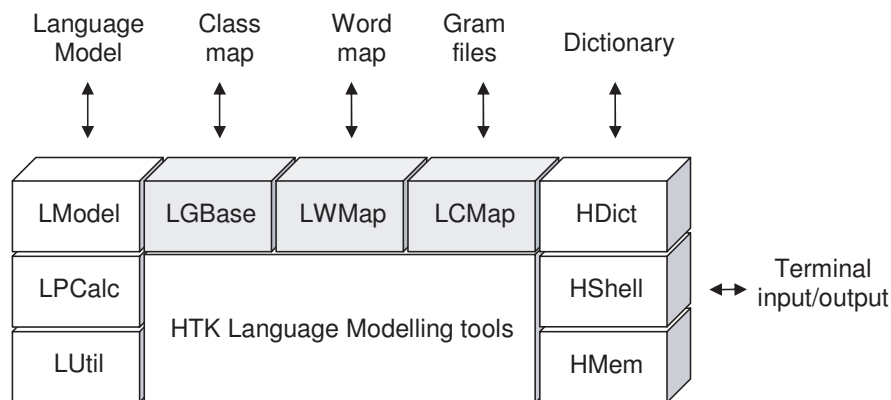 Language
Model
Class
map
Word
map
Gram
files
Dictionary
LModel
LGBase
LWMap
LCMap
HDict
LPCalc
HShell
Terminal
input/output
HTK Language Modelling tools
LUtil
HMem